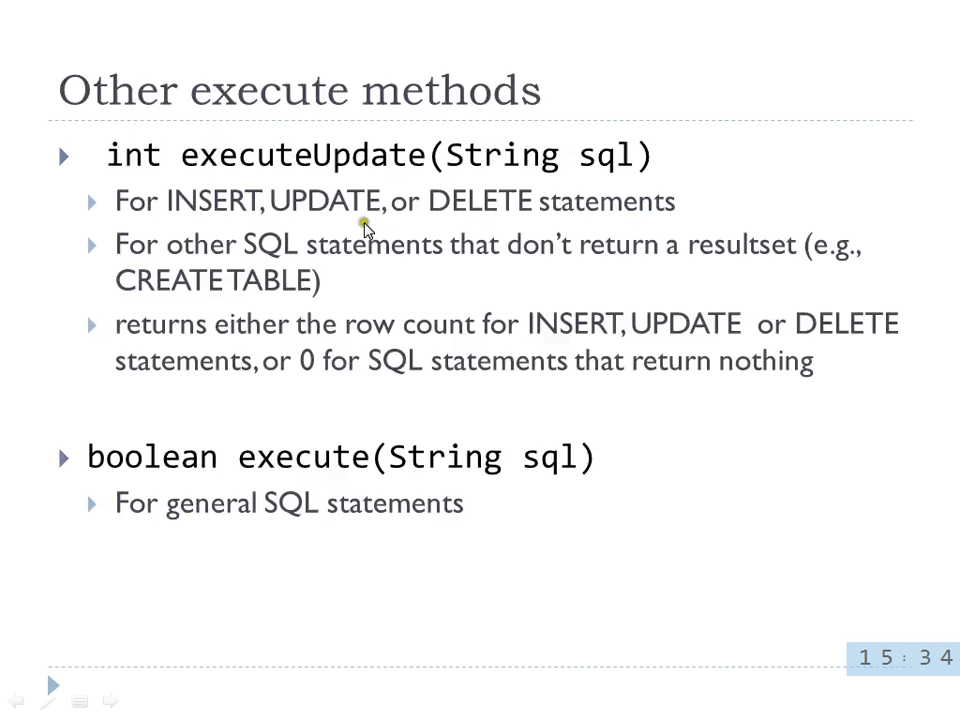 Other execute methods
int executeUpdate(String sql)
For INSERT, UPDATE, or DELETE statements
For other SQL statements that don't return a resultset (e.g.,
CREATE TABLE)
returns either the row count for INSERT, UPDATE or DELETE
statements, or 0 for SQL statements that return nothing
boolean execute(String sql)
For general SQL statements
15:34